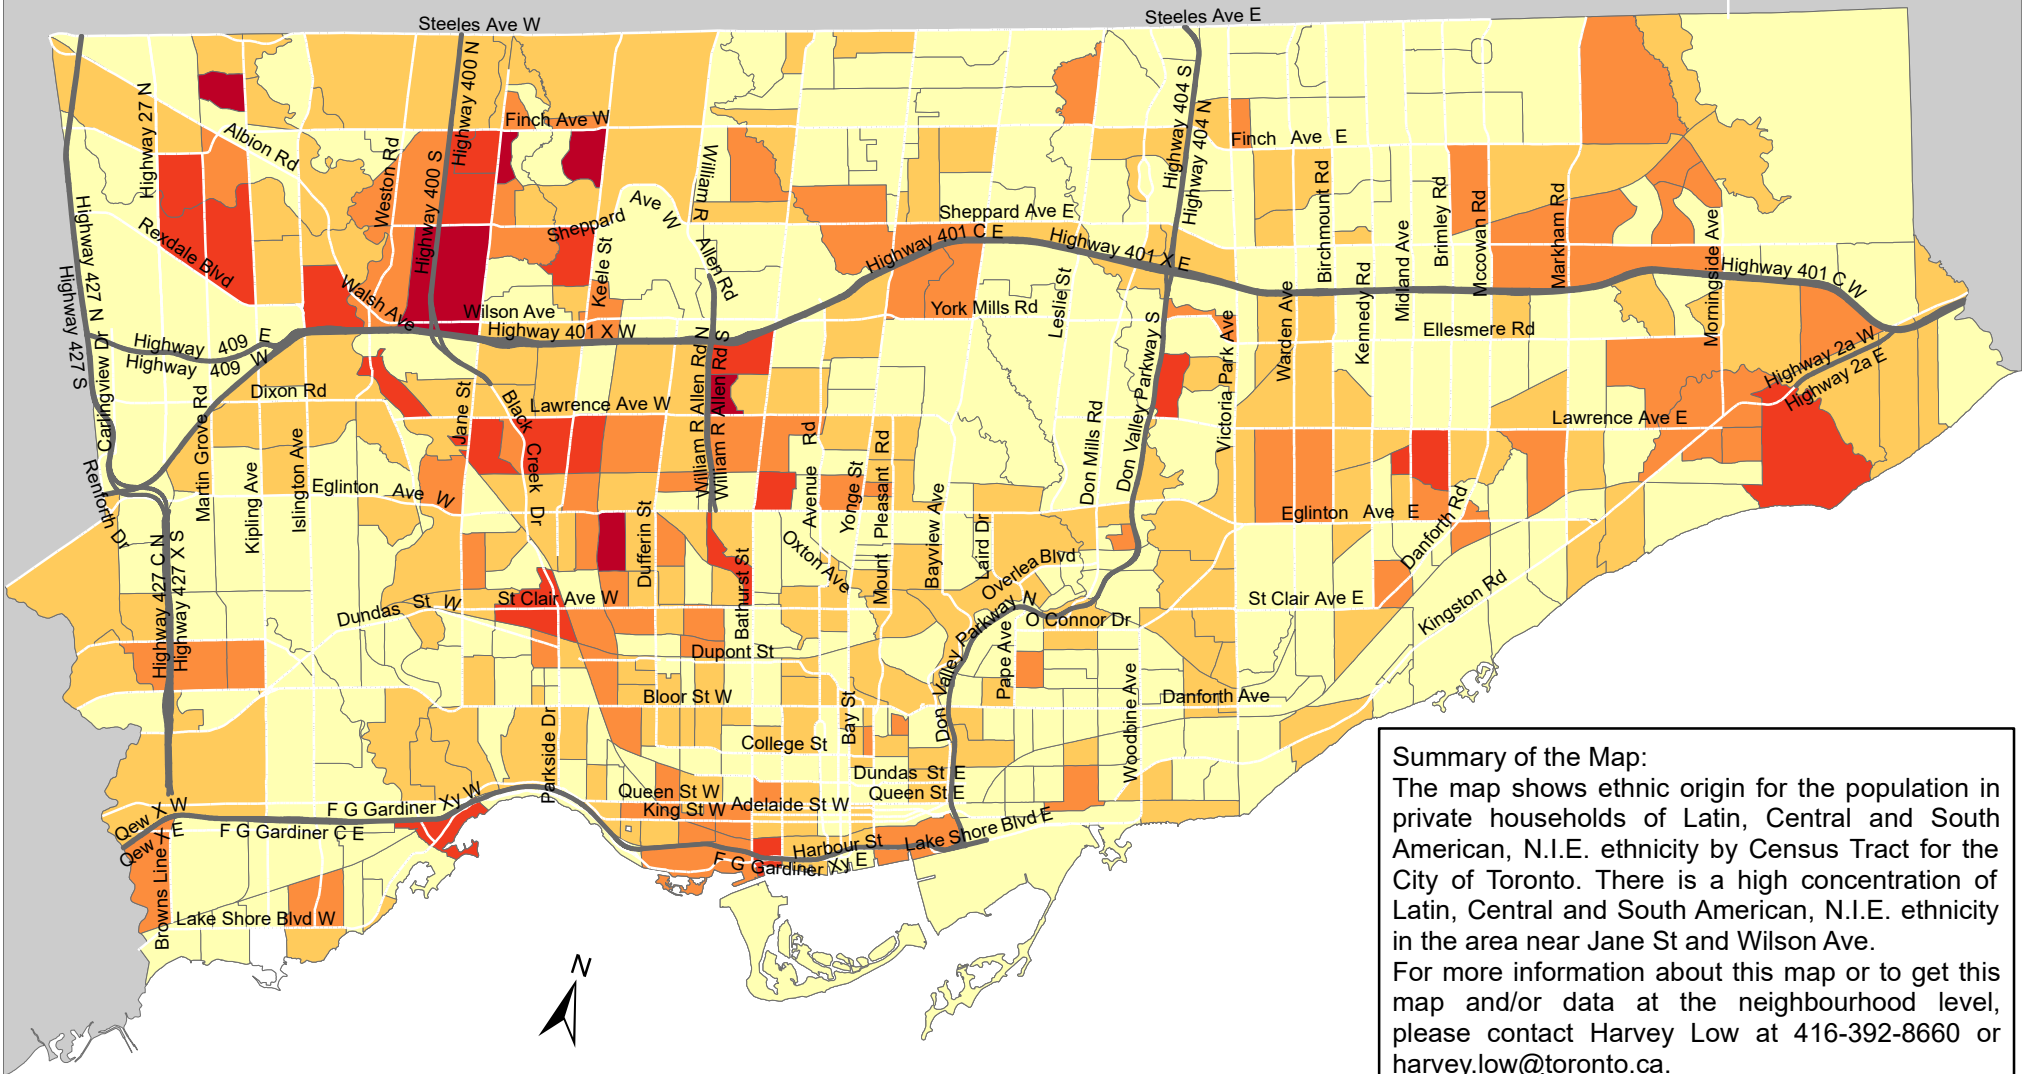 Steeles Ave W
Steeles Ave E
Highway 400 N
Highway 404 S
Highway 404 N
Highway 27 N
Finch Ave W
Finch Ave E
Albion Rd
Weston Rd
Highway 400 S
William R
Allen Rd
Birchmount Rd
Brimley Rd
Mccowan Rd
Markham Rd
Midland Ave
Morningside Ave
Highway 427 N
Highway 427 S
Rexdale Blvd
Sheppard
Ave W
Keele St
Sheppard Ave E
Highway 401 C E
Highway 401 X E
Highway 401 C W
Walsh Ave
Wilson Ave
Highway 401 X W
York Mills Rd
Leslie St
Warden Ave
Kennedy Rd
Ellesmere Rd
Highway 409 E
Highway 409 W
Carlingview Dr
Dixon Rd
Martin Grove Rd
Jane St
Black
Creek Dr
Lawrence Ave W
William R Allen Rd N
William R Allen Rd S
Don Valley Parkway S
Victoria Park Ave
Highway 2a W
Highway 2a E
Lawrence Ave E
Renforth Dr
Kipling Ave
Islington Ave
Eglinton Ave W
Dufferin St
Avenue Rd
Yonge St
Mount Pleasant Rd
Bayview Ave
Laird Dr
Don Mills Rd
Eglinton Ave E
Danforth Rd
Highway 427 C N
Highway 427 X S
Oxton Ave
Overlea Blvd
Dundas St W
St Clair Ave W
Bathurst St
St Clair Ave E
Kingston Rd
O Connor Dr
Don Valley Parkway N
Pape Ave
Highway 427 C N
Highway 427 X S
Dupont St
Bloor St W
Bay St
Woodbine Ave
Danforth Ave
Parkside Dr
College St
Dundas St E
Queen St E
Queen St W
King St W
Adelaide St W
Qew X W
Qew X E
F G Gardiner Xy W
F G Gardiner C E
Harbour St
Lake Shore Blvd E
F G Gardiner Xy E
Browns Line
Lake Shore Blvd W
N
Summary of the Map:
The map shows ethnic origin for the population in
private households of Latin, Central and South
American, N.I.E. ethnicity by Census Tract for the
City of Toronto. There is a high concentration of
Latin, Central and South American, N.I.E. ethnicity
in the area near Jane St and Wilson Ave.
For more information about this map or to get this
map and/or data at the neighbourhood level,
please contact Harvey Low at 416-392-8660 or
harvey.low@toronto.ca.